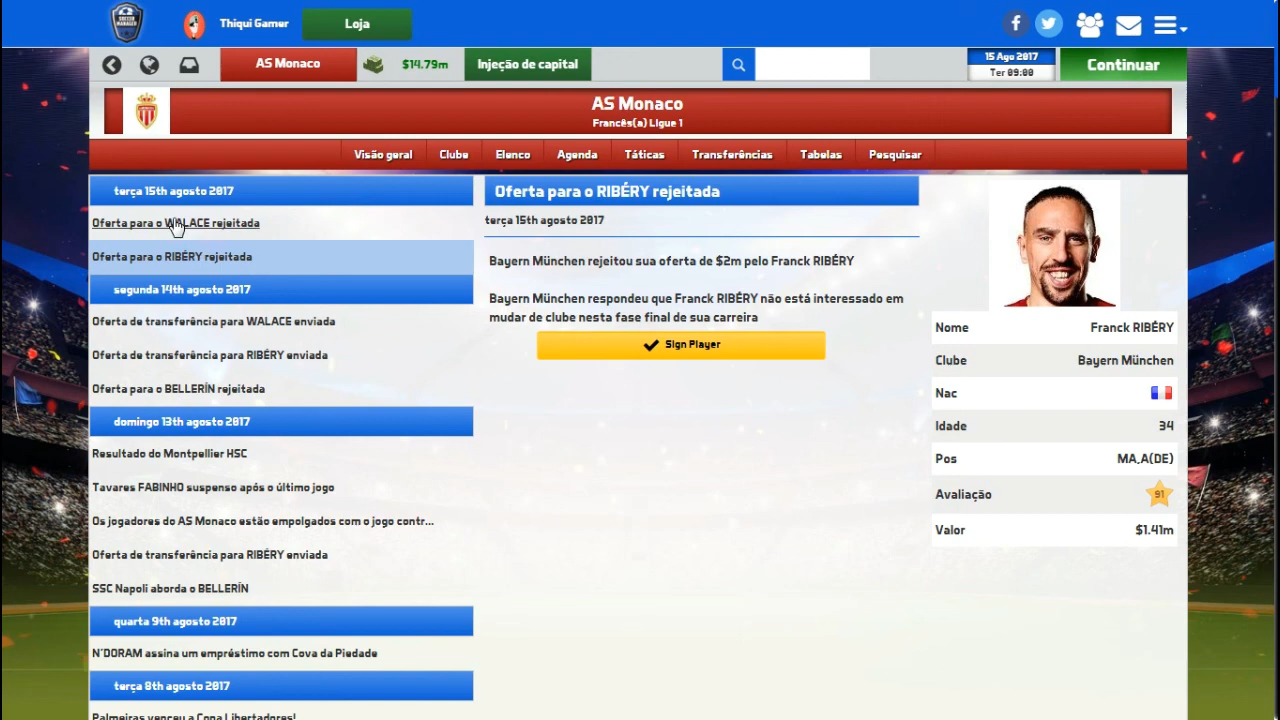 SOCCER MANAGER
Thiqui Gamer
Loja
f
AS Monaco
$14.79m
Injeção de capital
15 Ago 2017
Ter 09:00
Continuar
AS Monaco
Francês(a) Ligue 1
Visão geral
Clube
Elenco
Agenda
Táticas
Transferências
Tabelas
Pesquisar
terça 15th agosto 2017
Oferta para o WALACE rejeitada
Oferta para o RIBÉRY rejeitada
segunda 14th agosto 2017
Oferta de transferência para WALACE enviada
Oferta de transferência para RIBÉRY enviada
Oferta para o BELLERÍN rejeitada
domingo 13th agosto 2017
Resultado do Montpellier HSC
Tavares FABINHO suspenso após o último jogo
Os jogadores do AS Monaco estão empolgados com o jogo contr...
Oferta de transferência para RIBÉRY enviada
SSC Napoli aborda o BELLERÍN
quarta 9th agosto 2017
N'DORAM assina um empréstimo com Cova da Piedade
terça 8th agosto 2017
Palmeiras venceu a Copa Libertadores!
Oferta para o RIBÉRY rejeitada
terça 15th agosto 2017
Bayern München rejeitou sua oferta de $2m pelo Franck RIBÉRY
Bayern München respondeu que Franck RIBÉRY não está interessado em
mudar de clube nesta fase final de sua carreira
Sign Player
Nome Franck RIBÉRY
Clube Bayern München
Nac
Idade 34
Pos MA,A(DE)
Avaliação 91
Valor $1.41m